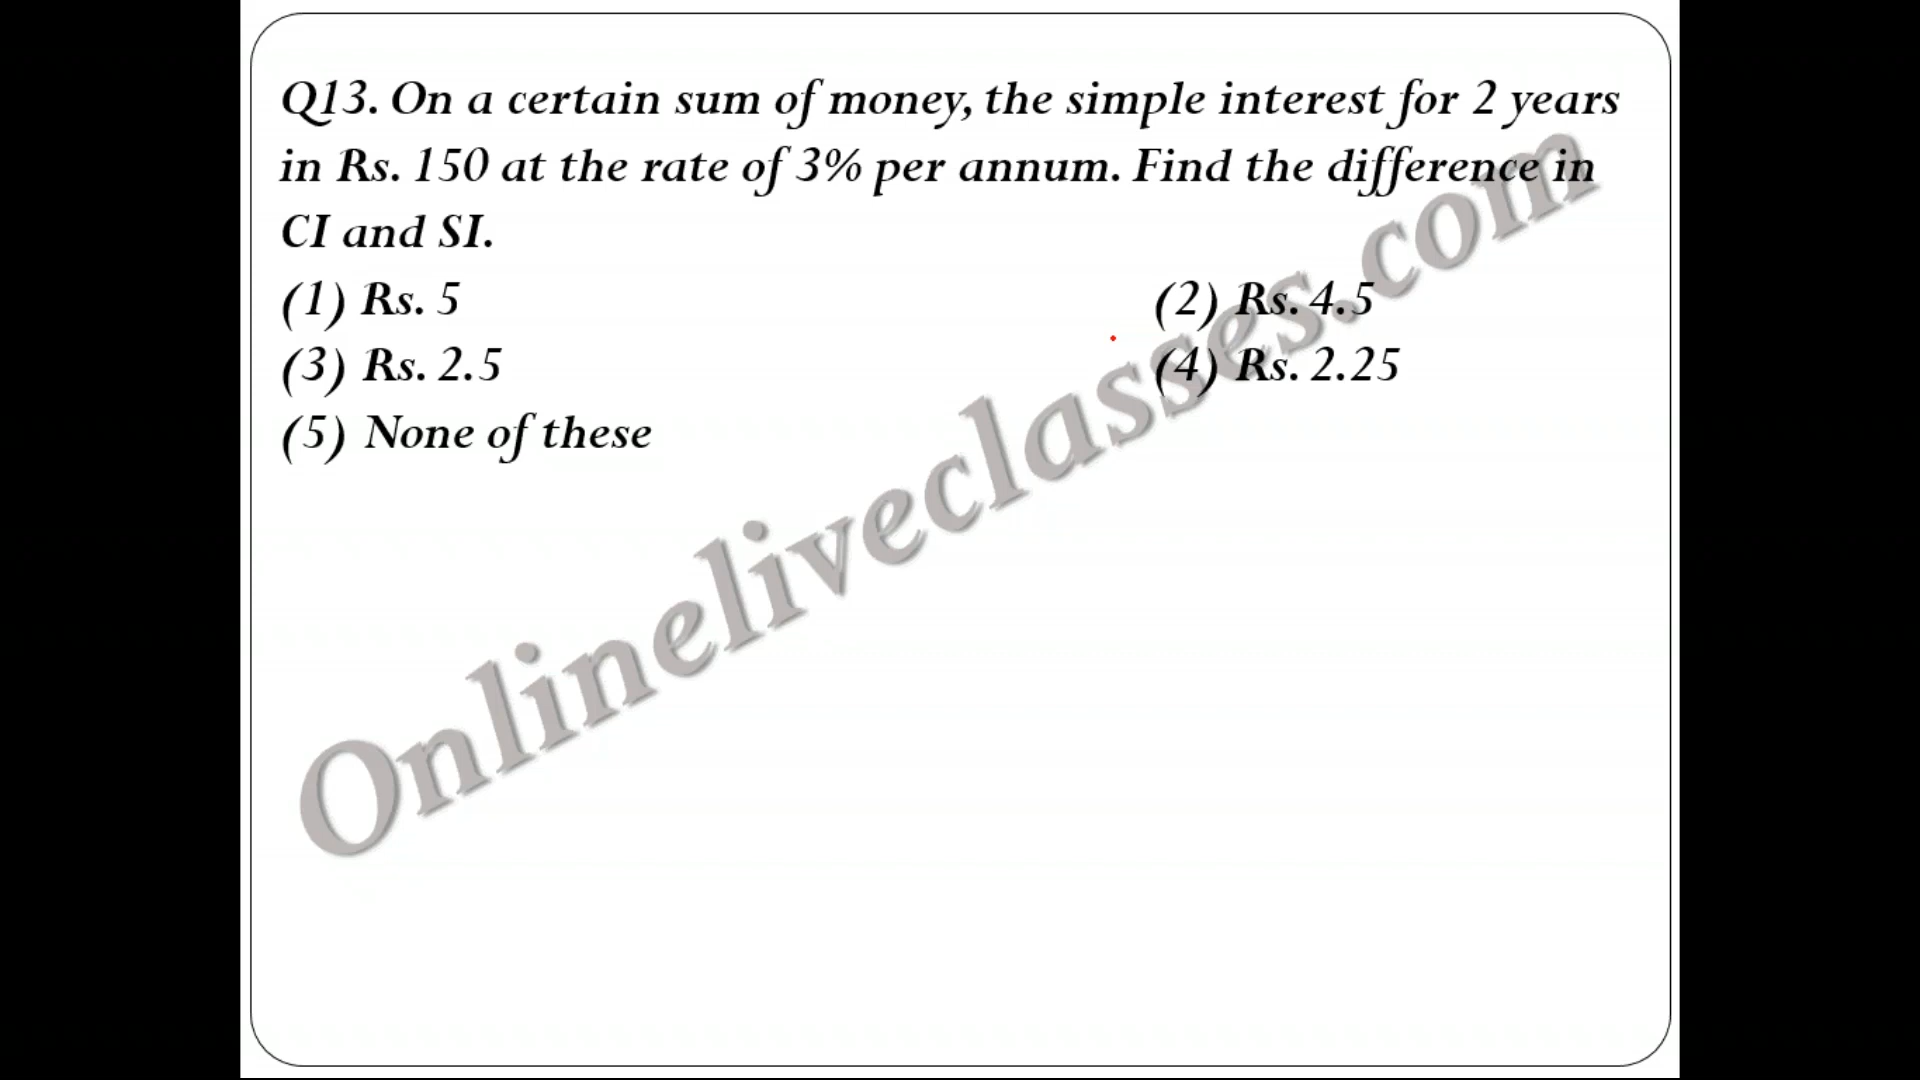 Q13. On a certain sum of money, the simple interest for 2 years
in Rs. 150 at the rate of 3% per annum. Find the difference in
CI and SI.
(1) Rs. 5 (2) Rs. 4.5
(3) Rs. 2.5 (4) Rs. 2.25
(5) None of these
Onlineliveclasses.com